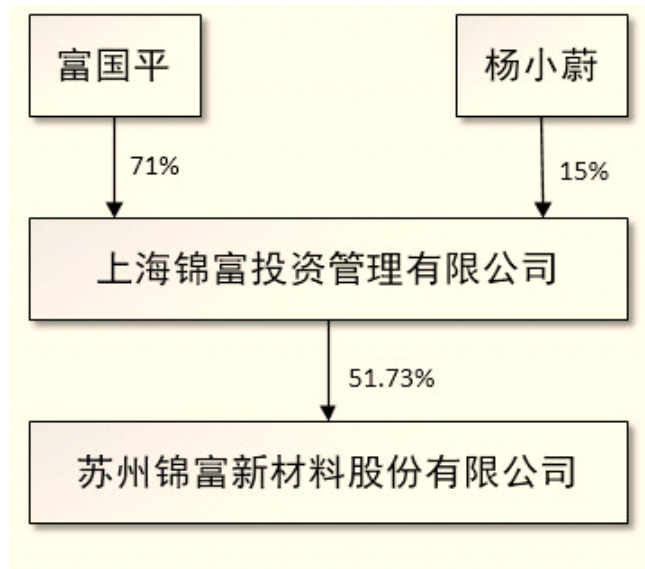 富国平
杨小蔚
71%
15%
上海锦富投资管理有限公司
51.73%
苏州锦富新材料股份有限公司